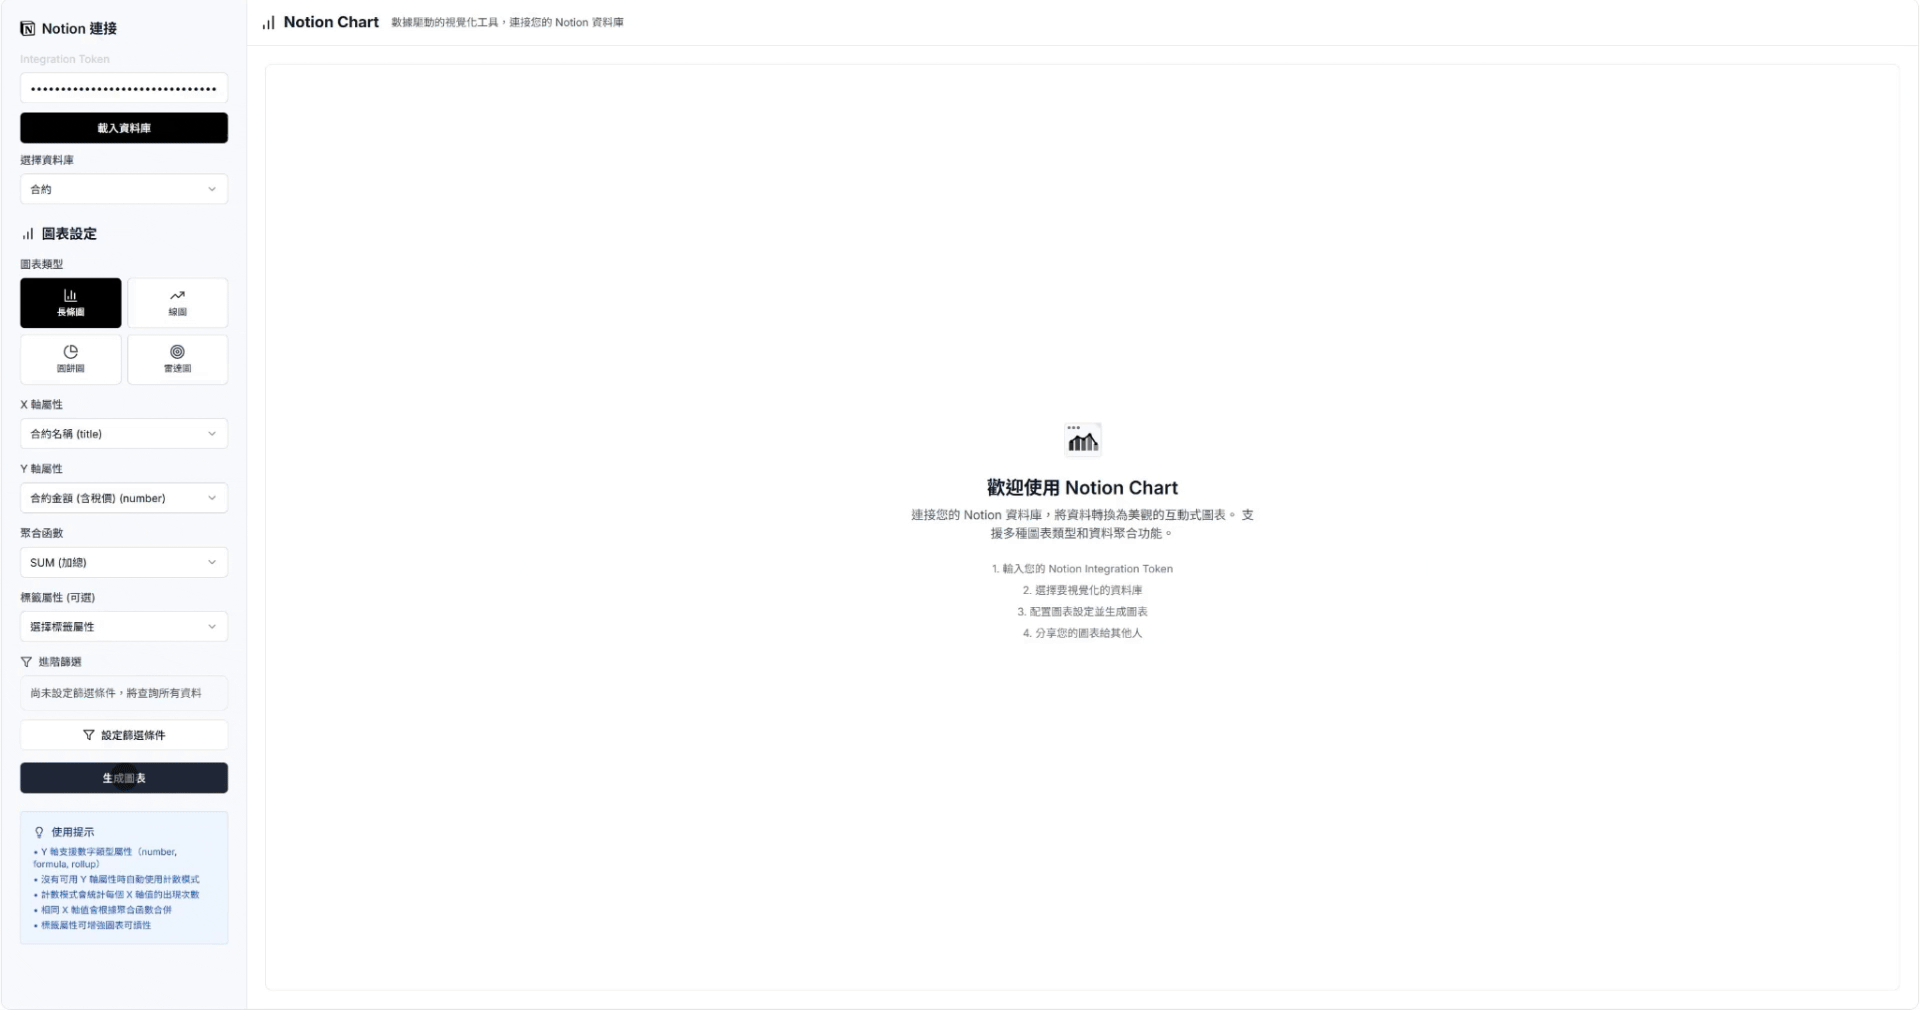 Notion 連接
Integration Token
••••••••••••••••••••••••••••••••
載入資料庫
選擇資料庫
合約
圖表設定
圖表類型
長條圖
線圖
圓餅圖
雷達圖
X 軸屬性
合約名稱 (title)
Y 軸屬性
合約金額 (含稅價) (number)
聚合函數
SUM (加總)
標籤屬性 (可選)
選擇標籤屬性
進階篩選
尚未設定篩選條件，將查詢所有資料
設定篩選條件
生成圖表
使用提示
• Y 軸支援數字類型屬性（number,
formula, rollup）
• 沒有可用 Y 軸屬性時自動使用計數模式
• 計數模式會統計每個 X 軸值的出現次數
• 相同 X 軸值會根據聚合函數合併
• 標籤屬性可增強圖表可讀性
Notion Chart
數據驅動的視覺化工具，連接您的 Notion 資料庫
歡迎使用 Notion Chart
連接您的 Notion 資料庫，將資料轉換為美觀的互動式圖表。 支
援多種圖表類型和資料聚合功能。
1. 輸入您的 Notion Integration Token
2. 選擇要視覺化的資料庫
3. 配置圖表設定並生成圖表
4. 分享您的圖表給其他人